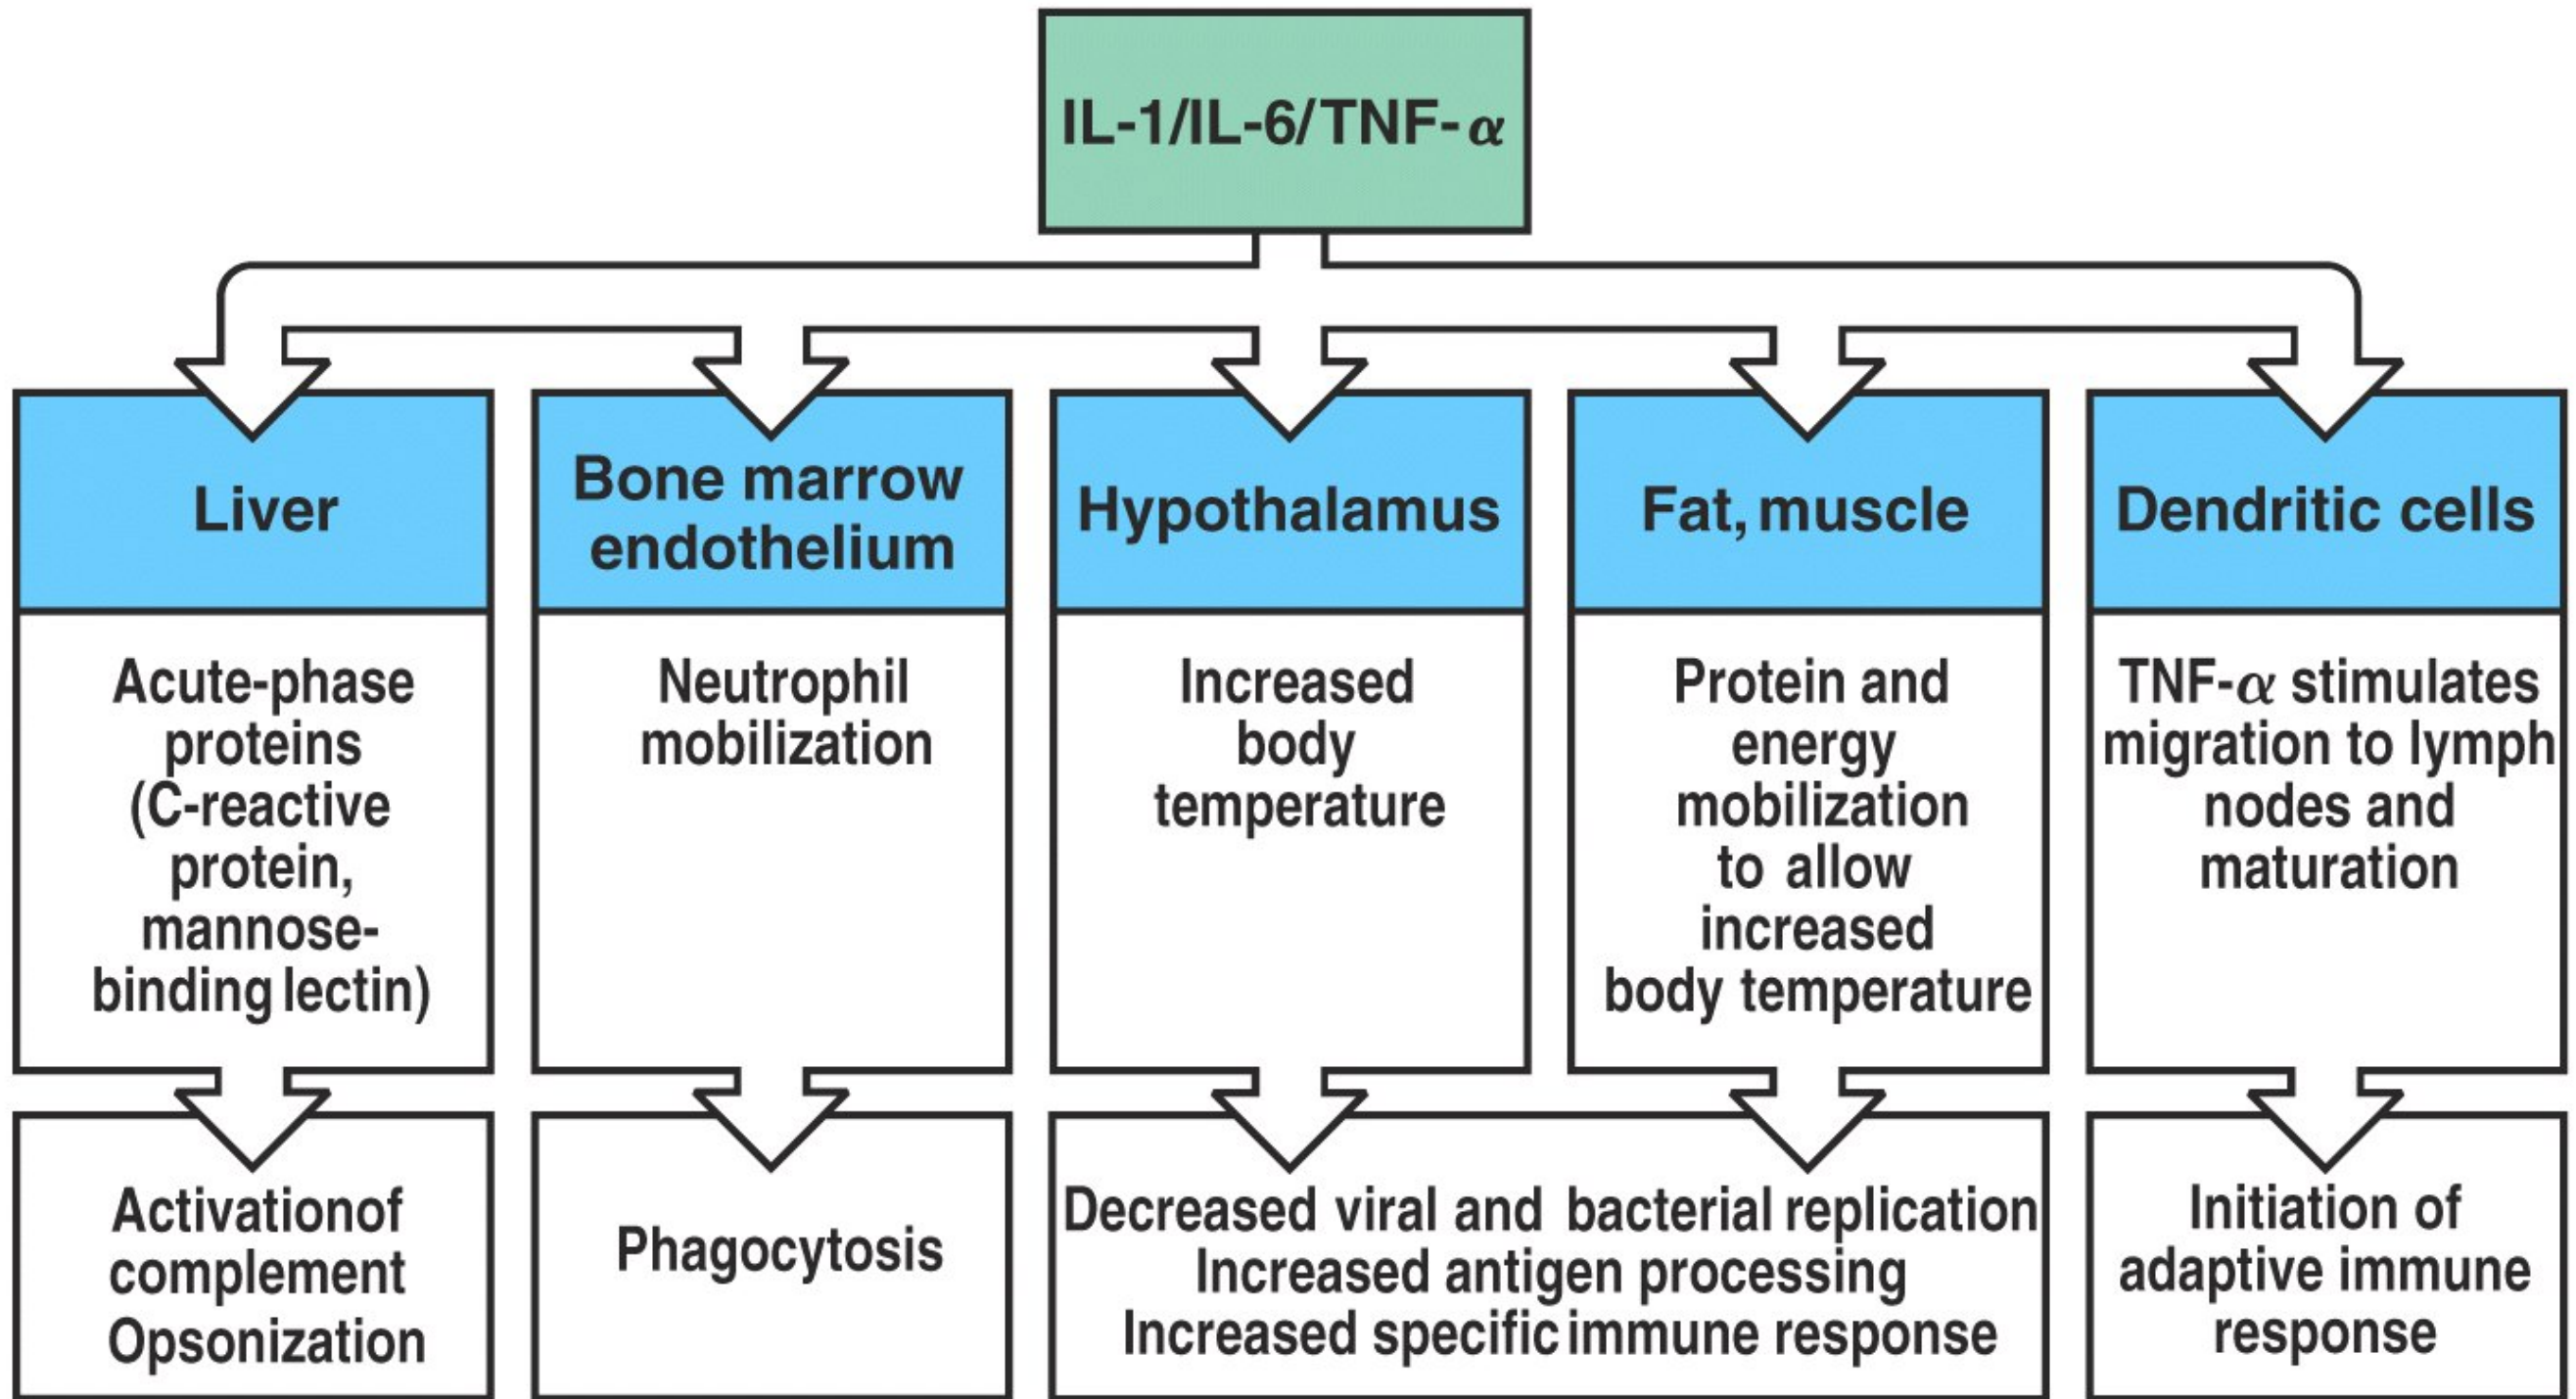 IL-1/IL-6/TNF-α
Liver
Bone marrow
endothelium
Hypothalamus
Fat, muscle
Dendritic cells
Acute-phase
proteins
(C-reactive
protein,
mannose-
binding lectin)
Neutrophil
mobilization
Increased
body
temperature
Protein and
energy
mobilization
to allow
increased
body temperature
TNF-α stimulates
migration to lymph
nodes and
maturation
Activationof
complement
Opsonization
Phagocytosis
Decreased viral and bacterial replication
Increased antigen processing
Increased specific immune response
Initiation of
adaptive immune
response